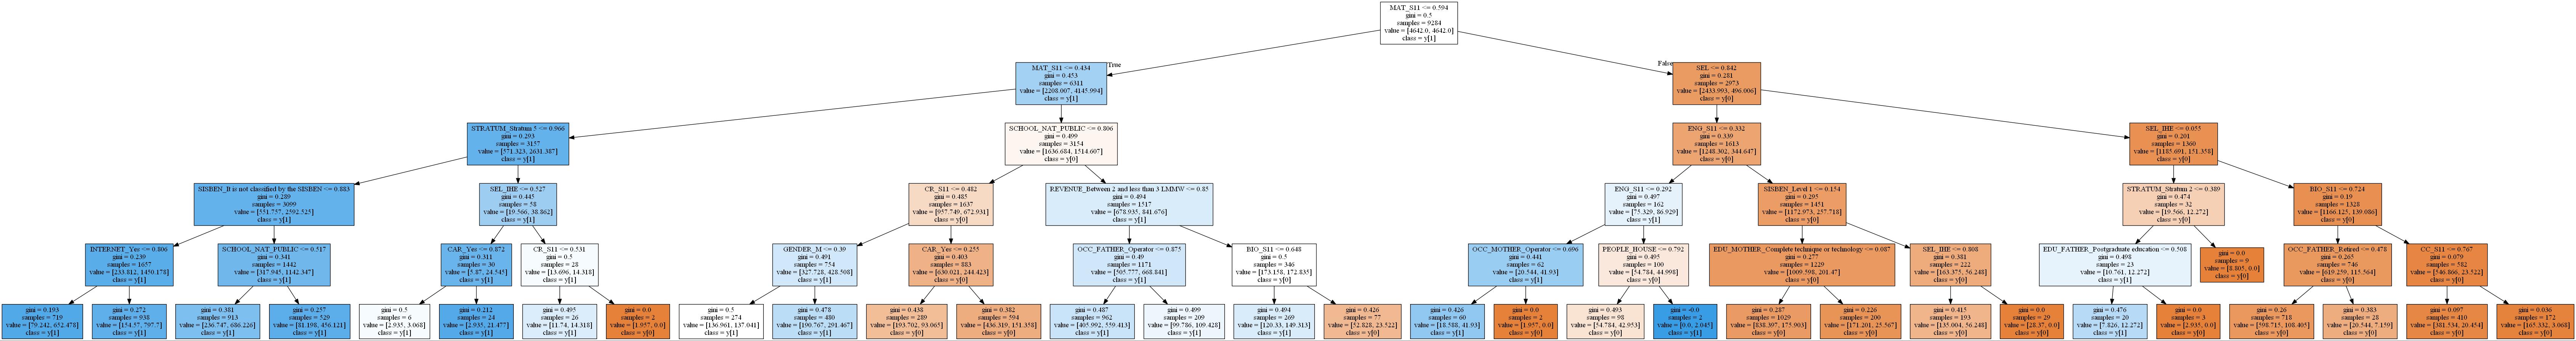 MAT_S11 <= 0.594
gini = 0.5
samples = 9284
value = [4642.0, 4642.0]
class = y[1]
True
False
MAT_S11 <= 0.434
gini = 0.453
samples = 6311
value = [2208.007, 4145.994]
class = y[1]
SEL <= 0.842
gini = 0.281
samples = 2973
value = [2433.993, 496.006]
class = y[0]
STRATUM_Stratum 5 <= 0.966
gini = 0.293
samples = 3157
value = [571.323, 2631.387]
class = y[1]
SCHOOL_NAT_PUBLIC <= 0.806
gini = 0.499
samples = 3154
value = [1636.684, 1514.607]
class = y[0]
ENG_S11 <= 0.332
gini = 0.339
samples = 1613
value = [1248.302, 344.647]
class = y[0]
SEL_IHE <= 0.055
gini = 0.201
samples = 1360
value = [1185.691, 151.358]
class = y[0]
SISBEN_It is not classified by the SISBEN <= 0.883
gini = 0.289
samples = 3099
value = [551.757, 2592.525]
class = y[1]
SEL_IHE <= 0.527
gini = 0.445
samples = 58
value = [19.566, 38.862]
class = y[1]
CR_S11 <= 0.482
gini = 0.485
samples = 1637
value = [957.749, 672.931]
class = y[0]
REVENUE_Between 2 and less than 3 LMMW <= 0.85
gini = 0.494
samples = 1517
value = [678.935, 841.676]
class = y[1]
ENG_S11 <= 0.292
gini = 0.497
samples = 162
value = [75.329, 86.929]
class = y[1]
SISBEN_Level 1 <= 0.154
gini = 0.295
samples = 1451
value = [1172.973, 257.718]
class = y[0]
STRATUM_Stratum 2 <= 0.389
gini = 0.474
samples = 32
value = [19.566, 12.272]
class = y[0]
BIO_S11 <= 0.724
gini = 0.19
samples = 1328
value = [1166.125, 139.086]
class = y[0]
INTERNET_Yes <= 0.806
gini = 0.239
samples = 1657
value = [233.812, 1450.178]
class = y[1]
SCHOOL_NAT_PUBLIC <= 0.517
gini = 0.341
samples = 1442
value = [317.945, 1142.347]
class = y[1]
CAR_Yes <= 0.872
gini = 0.311
samples = 30
value = [5.87, 24.545]
class = y[1]
CR_S11 <= 0.531
gini = 0.5
samples = 28
value = [13.696, 14.318]
class = y[1]
GENDER_M <= 0.39
gini = 0.491
samples = 754
value = [327.728, 428.508]
class = y[1]
CAR_Yes <= 0.255
gini = 0.403
samples = 883
value = [630.021, 244.423]
class = y[0]
OCC_FATHER_Operator <= 0.875
gini = 0.49
samples = 1171
value = [505.777, 668.841]
class = y[1]
BIO_S11 <= 0.648
gini = 0.5
samples = 346
value = [173.158, 172.835]
class = y[0]
OCC_MOTHER_Operator <= 0.696
gini = 0.441
samples = 62
value = [20.544, 41.93]
class = y[1]
PEOPLE_HOUSE <= 0.792
gini = 0.495
samples = 100
value = [54.784, 44.998]
class = y[0]
EDU_MOTHER_Complete technique or technology <= 0.087
gini = 0.277
samples = 1229
value = [1009.598, 201.47]
class = y[0]
SEL_IHE <= 0.808
gini = 0.381
samples = 222
value = [163.375, 56.248]
class = y[0]
EDU_FATHER_Postgraduate education <= 0.508
gini = 0.498
samples = 23
value = [10.761, 12.272]
class = y[1]
gini = 0.0
samples = 9
value = [8.805, 0.0]
class = y[0]
OCC_FATHER_Retired <= 0.478
gini = 0.265
samples = 746
value = [619.259, 115.564]
class = y[0]
CC_S11 <= 0.767
gini = 0.079
samples = 582
value = [546.866, 23.522]
class = y[0]
gini = 0.193
samples = 719
value = [79.242, 652.478]
class = y[1]
gini = 0.272
samples = 938
value = [154.57, 797.7]
class = y[1]
gini = 0.381
samples = 913
value = [236.747, 686.226]
class = y[1]
gini = 0.257
samples = 529
value = [81.198, 456.121]
class = y[1]
gini = 0.5
samples = 6
value = [2.935, 3.068]
class = y[1]
gini = 0.212
samples = 24
value = [2.935, 21.477]
class = y[1]
gini = 0.495
samples = 26
value = [11.74, 14.318]
class = y[1]
gini = 0.0
samples = 2
value = [1.957, 0.0]
class = y[0]
gini = 0.5
samples = 274
value = [136.961, 137.041]
class = y[1]
gini = 0.478
samples = 480
value = [190.767, 291.467]
class = y[1]
gini = 0.438
samples = 289
value = [193.702, 93.065]
class = y[0]
gini = 0.382
samples = 594
value = [436.319, 151.358]
class = y[0]
gini = 0.487
samples = 962
value = [405.992, 559.413]
class = y[1]
gini = 0.499
samples = 209
value = [99.786, 109.428]
class = y[1]
gini = 0.494
samples = 269
value = [120.33, 149.313]
class = y[1]
gini = 0.426
samples = 77
value = [52.828, 23.522]
class = y[0]
gini = 0.426
samples = 60
value = [18.588, 41.93]
class = y[1]
gini = 0.0
samples = 2
value = [1.957, 0.0]
class = y[0]
gini = 0.493
samples = 98
value = [54.784, 42.953]
class = y[0]
gini = -0.0
samples = 2
value = [0.0, 2.045]
class = y[1]
gini = 0.287
samples = 1029
value = [838.397, 175.903]
class = y[0]
gini = 0.226
samples = 200
value = [171.201, 25.567]
class = y[0]
gini = 0.415
samples = 193
value = [135.004, 56.248]
class = y[0]
gini = 0.0
samples = 29
value = [28.37, 0.0]
class = y[0]
gini = 0.476
samples = 20
value = [7.826, 12.272]
class = y[1]
gini = 0.0
samples = 3
value = [2.935, 0.0]
class = y[0]
gini = 0.26
samples = 718
value = [598.715, 108.405]
class = y[0]
gini = 0.383
samples = 28
value = [20.544, 7.159]
class = y[0]
gini = 0.097
samples = 410
value = [381.534, 20.454]
class = y[0]
gini = 0.036
samples = 172
value = [165.332, 3.068]
class = y[0]